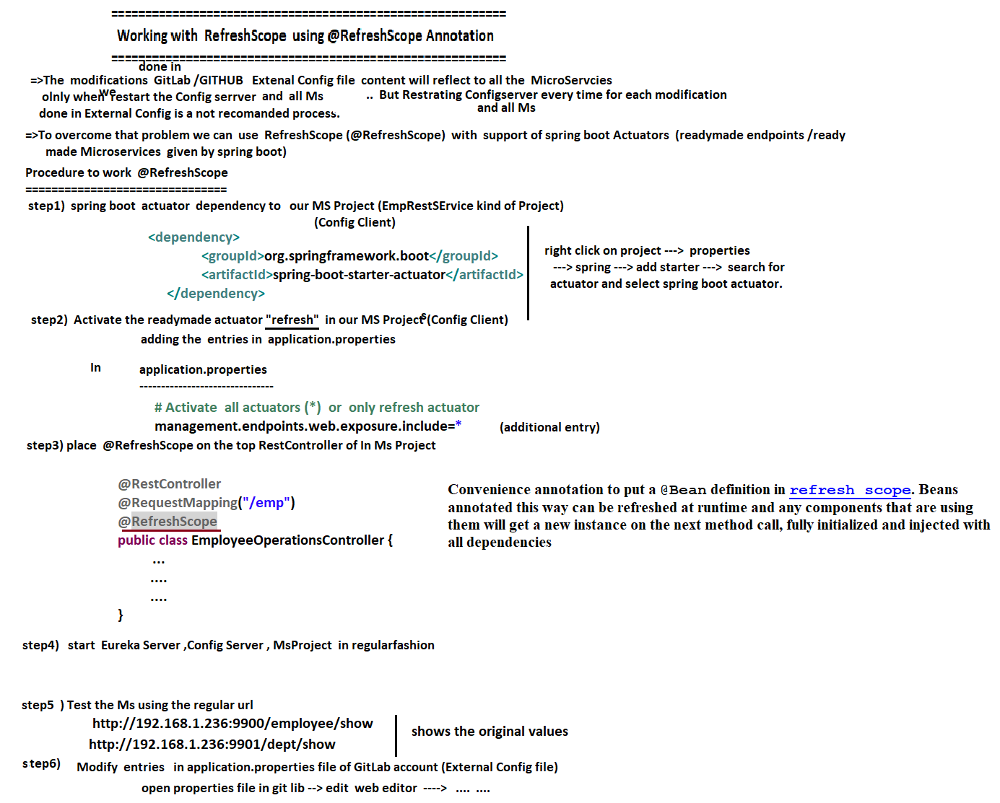 =========================================================
Working with RefreshScope using @RefreshScope Annotation
=========================================================
done in
=>The modifications GitLab /GITHUB Extenal Config file content will reflect to all the MicroServcies
we
olnly when restart the Config serrver and all Ms .. But Restrating Configserver every time for each modification
and all Ms
done in External Config is a not recomanded process.
=>To overcome that problem we can use RefreshScope (@RefreshScope) with support of spring boot Actuators (readymade endpoints /ready
made Microservices given by spring boot)
Procedure to work @RefreshScope
===============================
step1) spring boot actuator dependency to our MS Project (EmpRestSErvice kind of Project)
(Config Client)
<dependency>
<groupId>org.springframework.boot</groupId>
<artifactId>spring-boot-starter-actuator</artifactId>
</dependency>
right click on project ---> properties
---> spring ---> add starter ---> search for
actuator and select spring boot actuator.
step2) Activate the readymade actuator "refresh" in our MS Projects(Config Client)
adding the entries in application.properties
In application.properties
-------------------------------
# Activate all actuators (*) or only refresh actuator
management.endpoints.web.exposure.include=* (additional entry)
step3) place @RefreshScope on the top RestController of In Ms Project
@RestController
@RequestMapping("/emp")
@RefreshScope
public class EmployeeOperationsController {
...
....
....
}
Convenience annotation to put a @Bean definition in refresh scope. Beans
annotated this way can be refreshed at runtime and any components that are using
them will get a new instance on the next method call, fully initialized and injected with
all dependencies
step4) start Eureka Server ,Config Server , MsProject in regularfashion
step5 ) Test the Ms using the regular url
http://192.168.1.236:9900/employee/show
http://192.168.1.236:9901/dept/show
shows the original values
step6) Modify entries in application.properties file of GitLab account (External Config file)
open properties file in git lib --> edit web editor ----> .... ....